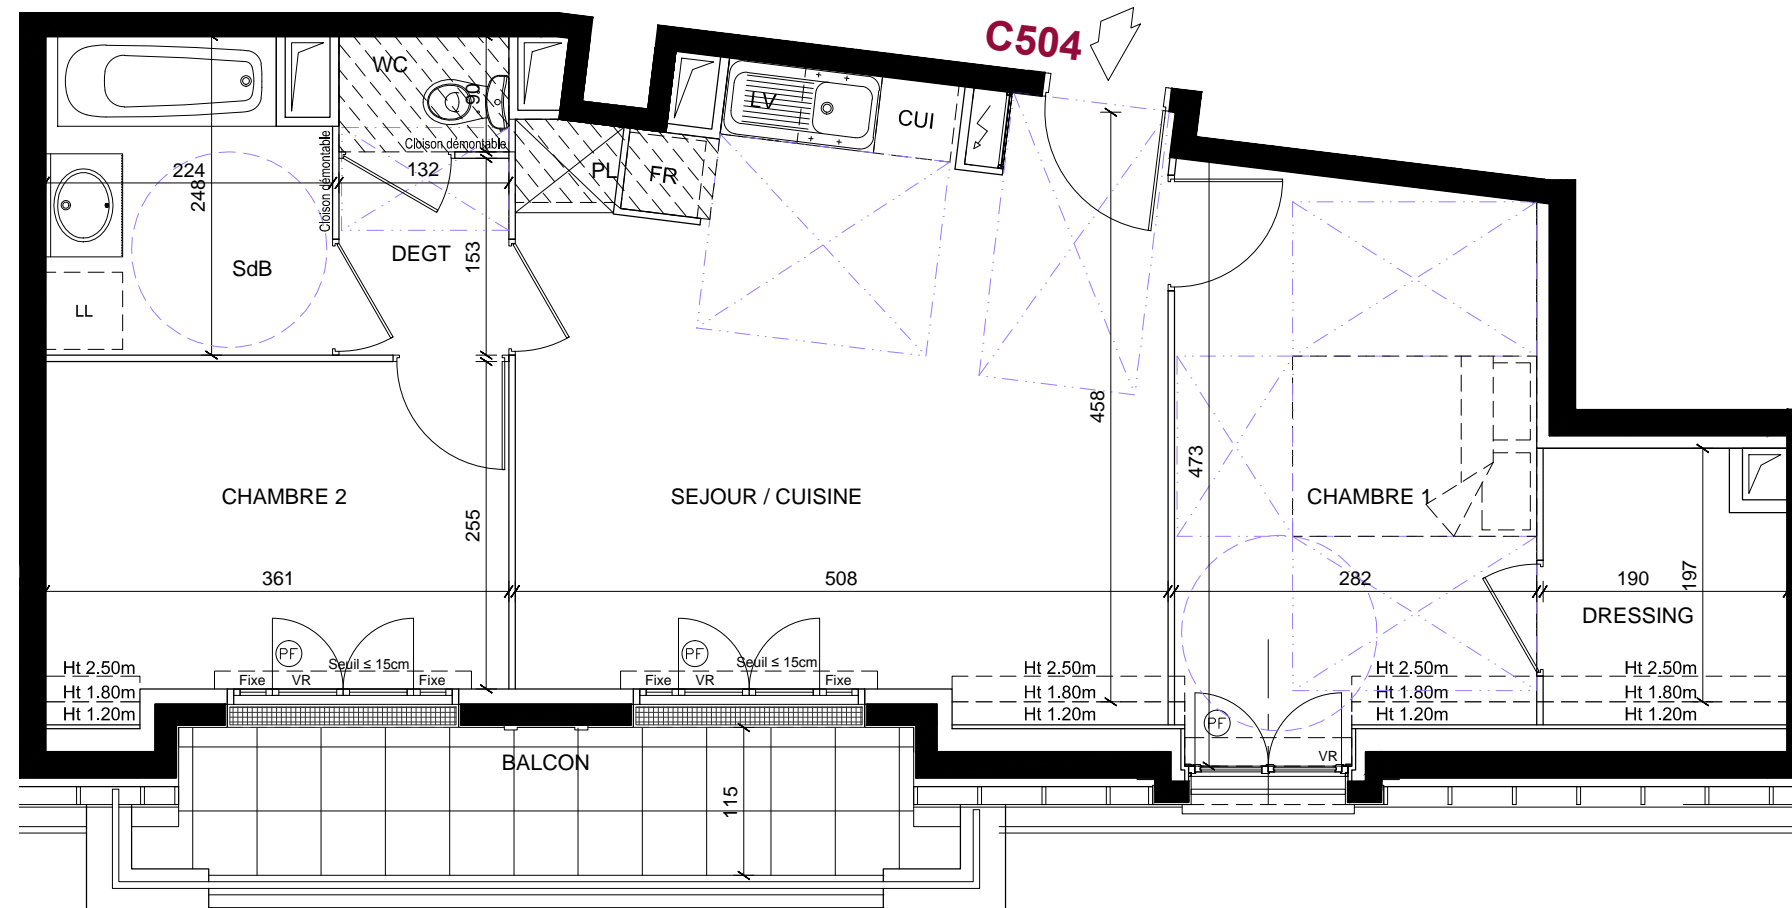 C504
WC
90
LV
CUI
Cloison démontable
Cloison démontable
PL
FR
224
132
248
153
DEGT
SdB
LL
458
473
CHAMBRE 2
SEJOUR / CUISINE
CHAMBRE 1
255
361
508
282
190
197
DRESSING
PF
Seuil ≤ 15cm
PF
Seuil ≤ 15cm
Ht 2.50m
Ht 1.80m
Ht 1.20m
Fixe
VR
Fixe
Fixe
VR
Fixe
Ht 2.50m
Ht 1.80m
Ht 1.20m
Ht 2.50m
Ht 1.80m
Ht 1.20m
Ht 2.50m
Ht 1.80m
Ht 1.20m
PF
VR
BALCON
115